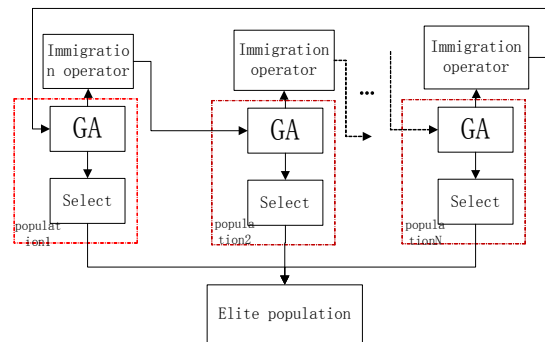 Immigratio
n operator
Immigration
operator
Immigration
operator
...
GA
GA
GA
Select
Select
Select
populat
ion1
popula
tion2
popula
tionN
Elite population